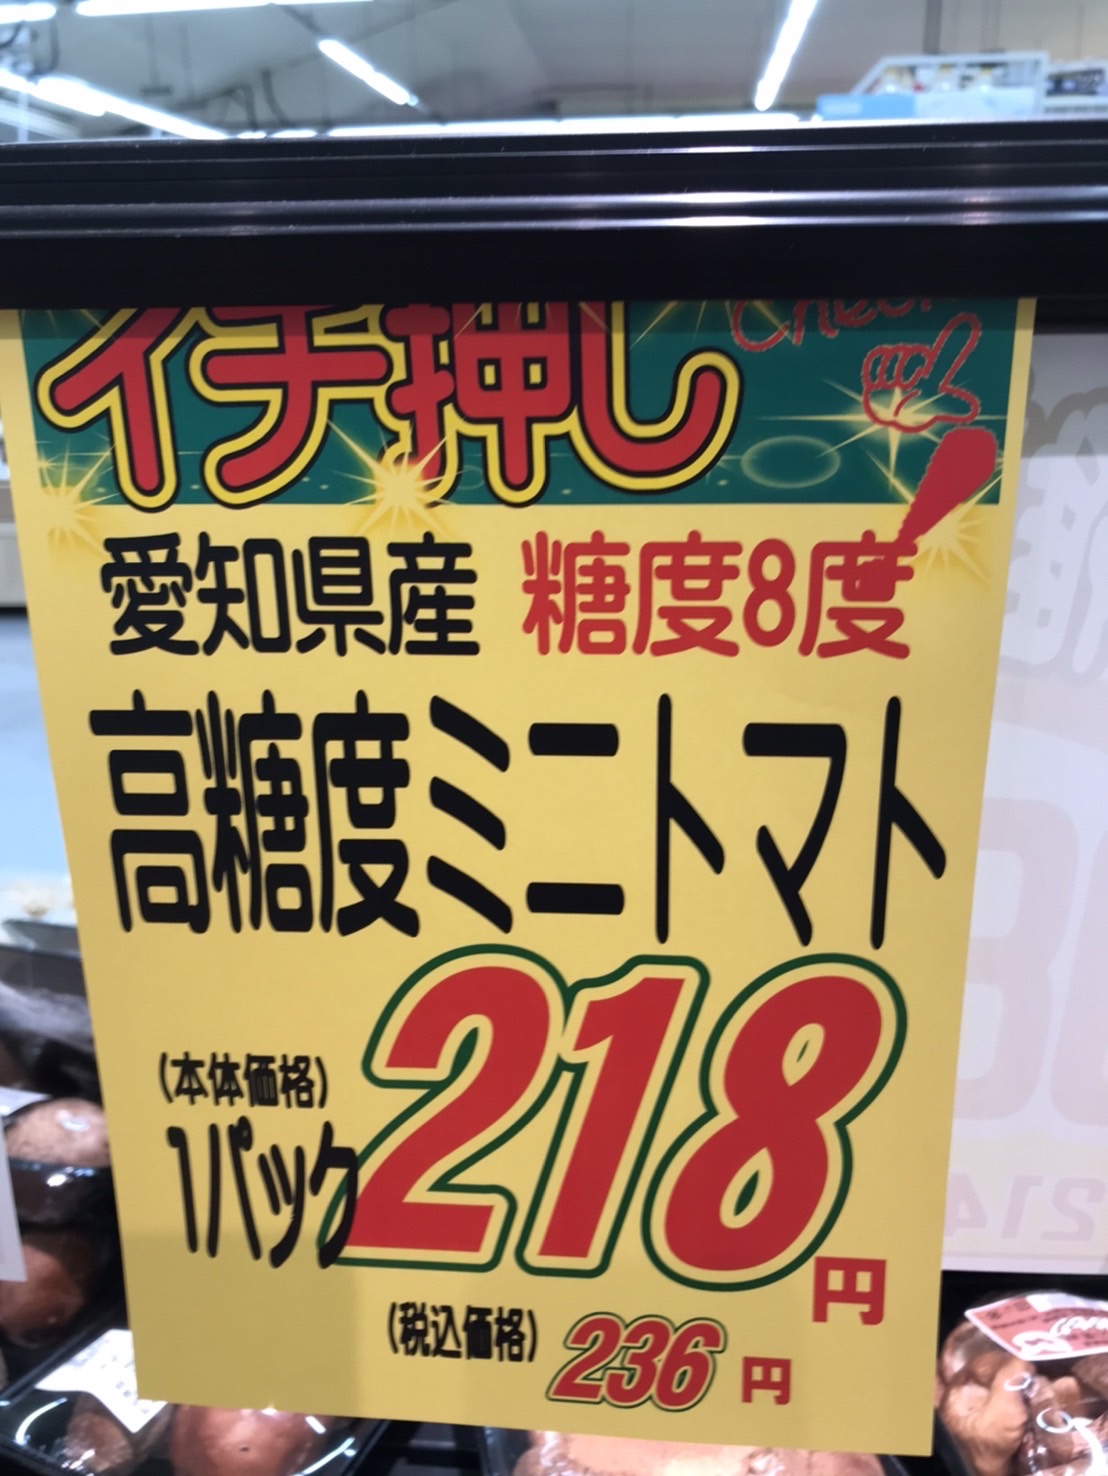 イチ押し
Check
愛知県産 糖度8度
高糖度ミニトマト
(本体価格)
1パック 218円
(税込価格) 236円